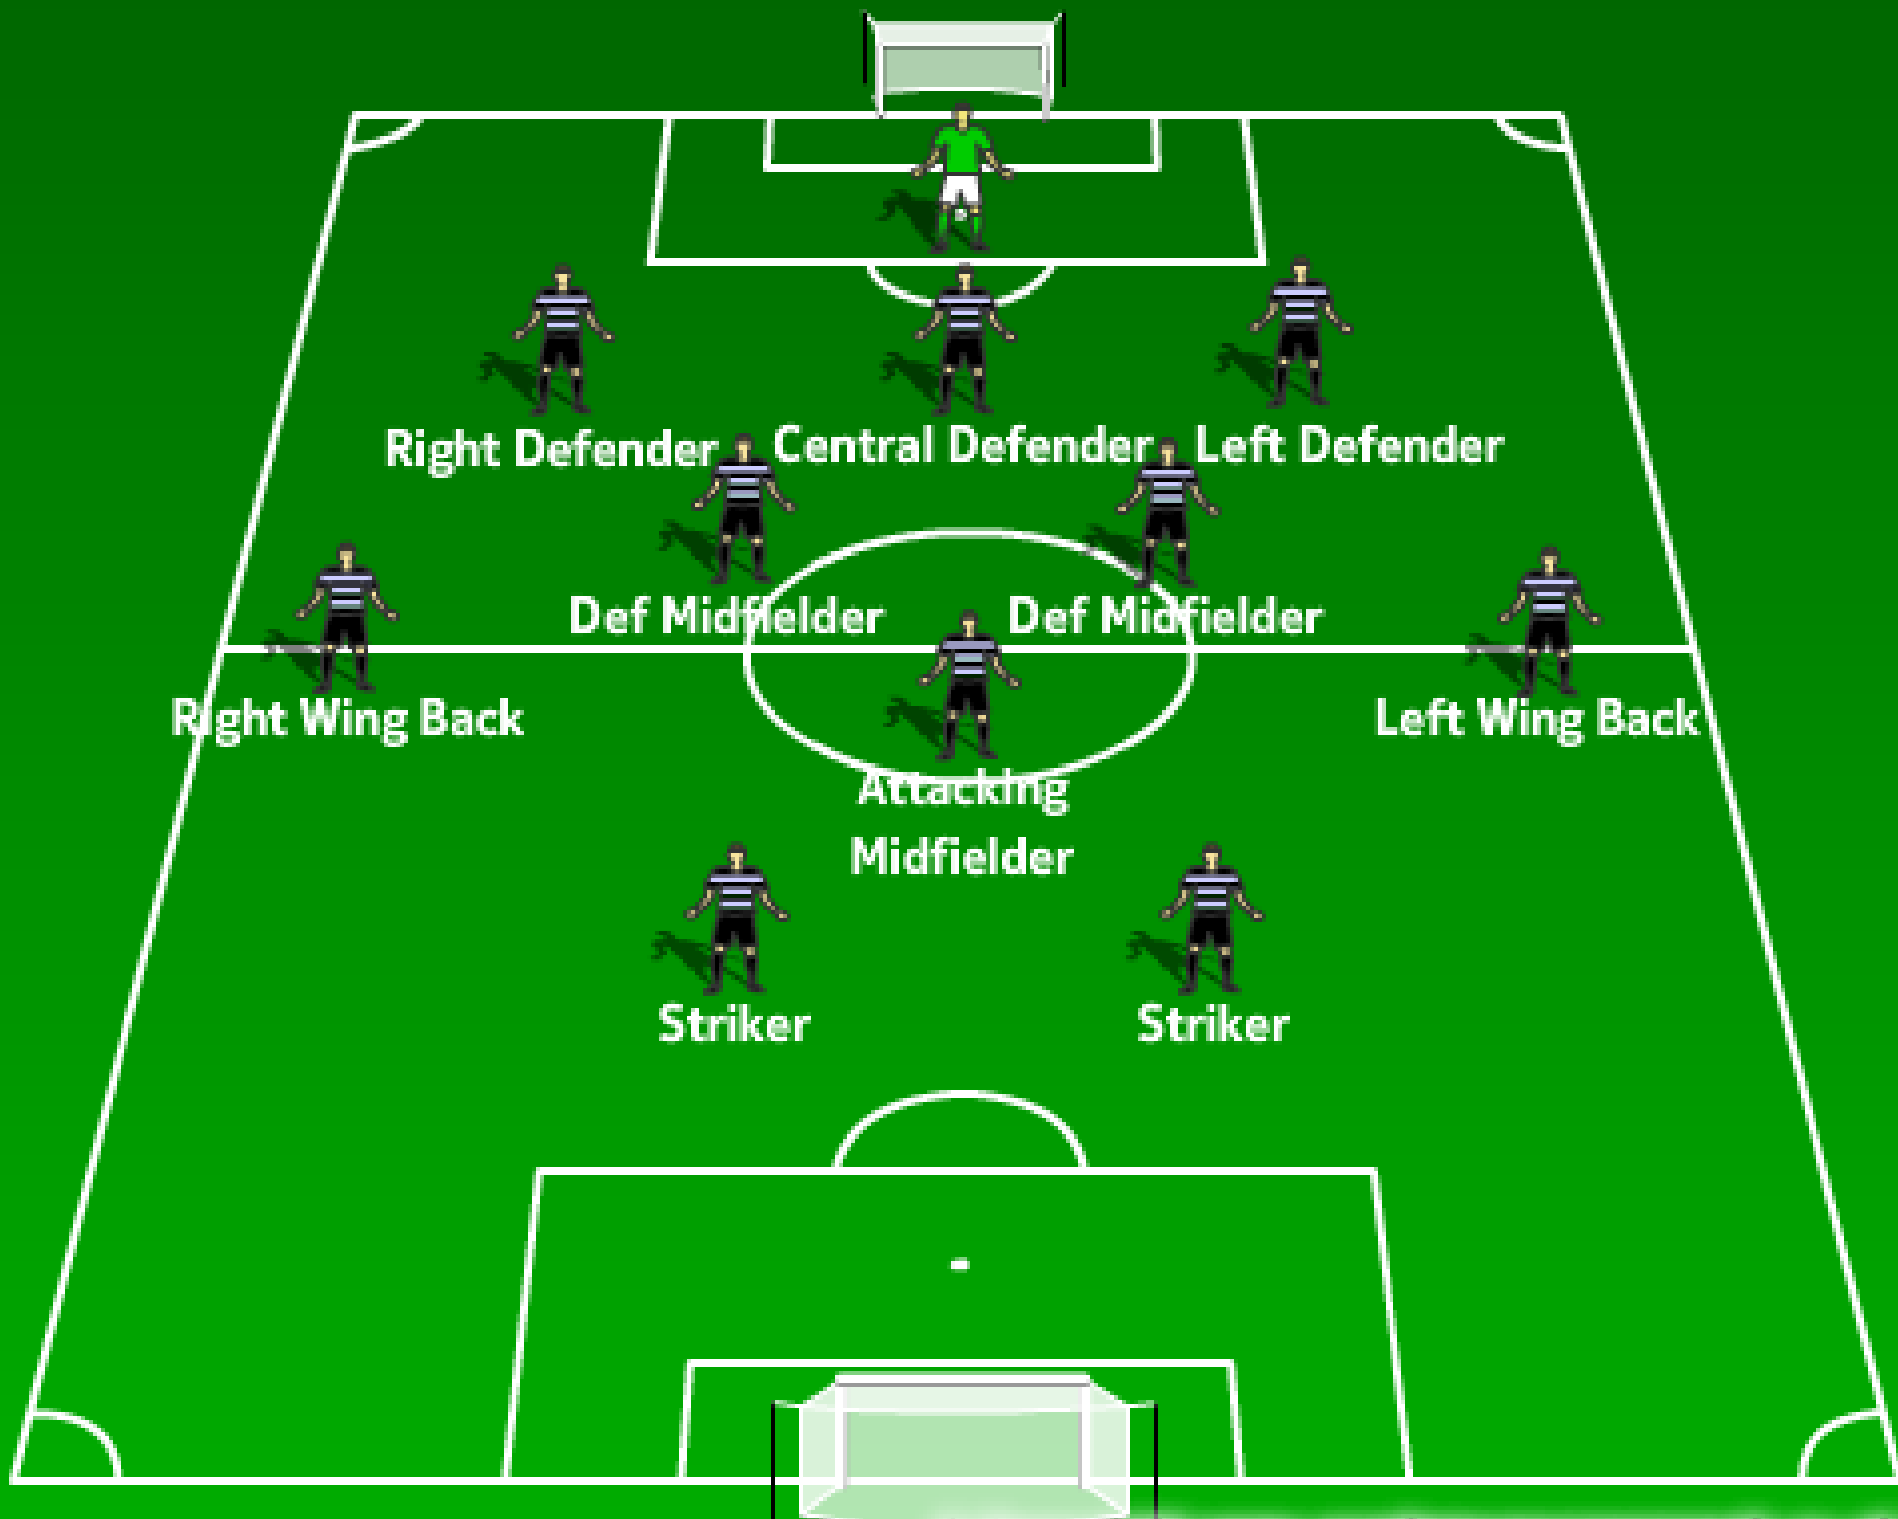 Right Defender
Central Defender
Left Defender
Def Midfielder
Def Midfielder
Right Wing Back
Left Wing Back
Attacking
Midfielder
Striker
Striker